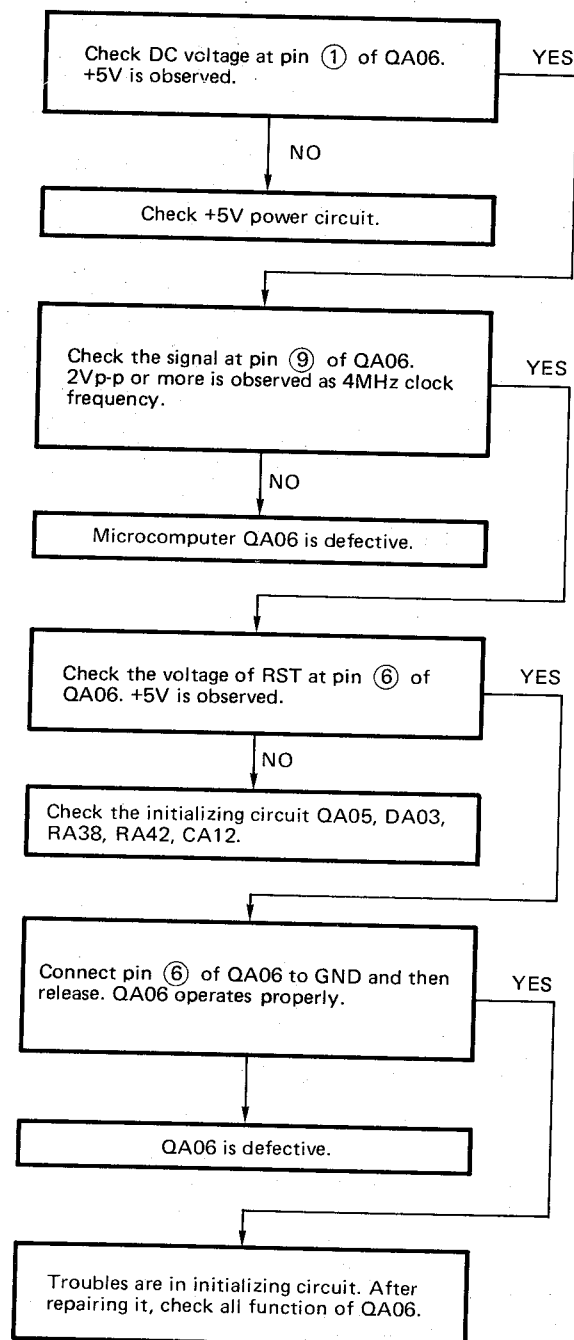 Check DC voltage at pin ① of QA06.
+5V is observed.
YES
NO
Check +5V power circuit.
Check the signal at pin ⑨ of QA06.
2Vp-p or more is observed as 4MHz clock
frequency.
YES
NO
Microcomputer QA06 is defective.
Check the voltage of RST at pin ⑥ of
QA06. +5V is observed.
YES
NO
Check the initializing circuit QA05, DA03,
RA38, RA42, CA12.
Connect pin ⑥ of QA06 to GND and then
release. QA06 operates properly.
YES
QA06 is defective.
Troubles are in initializing circuit. After
repairing it, check all function of QA06.